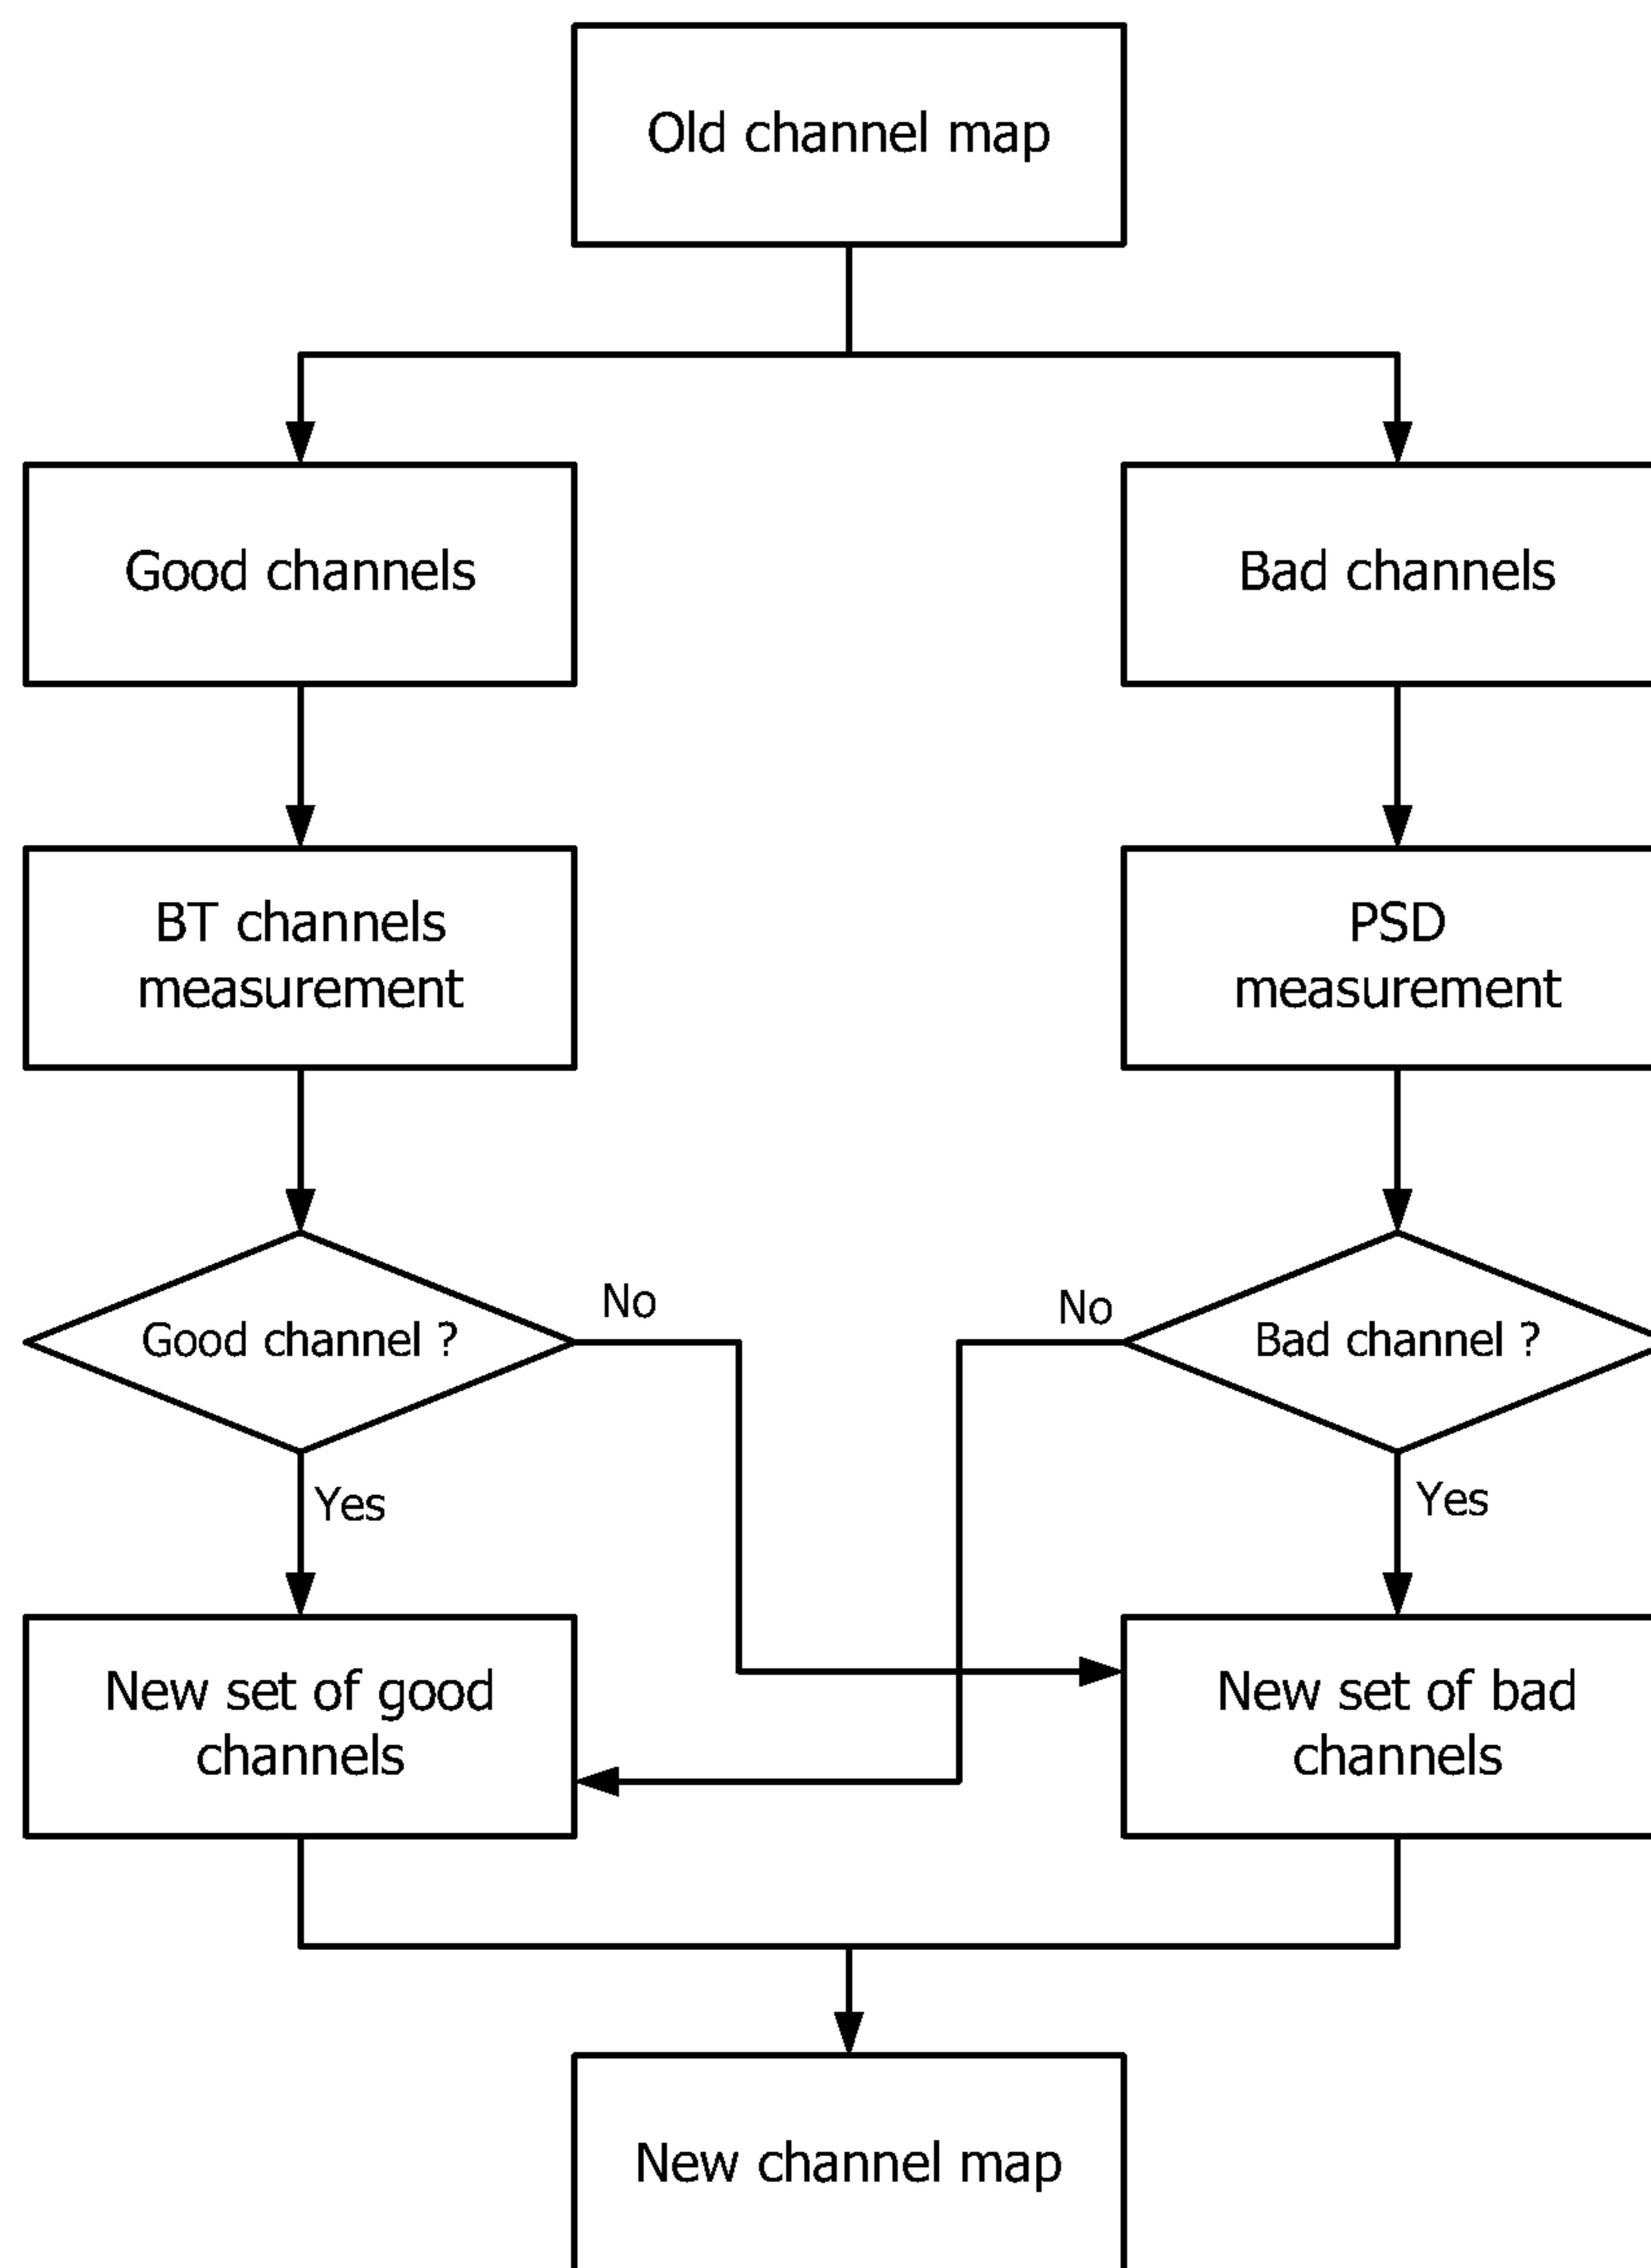 Old channel map
Good channels
Bad channels
BT channels
measurement
PSD
measurement
No
No
Good channel ?
Bad channel ?
Yes
Yes
New set of good
channels
New set of bad
channels
New channel map